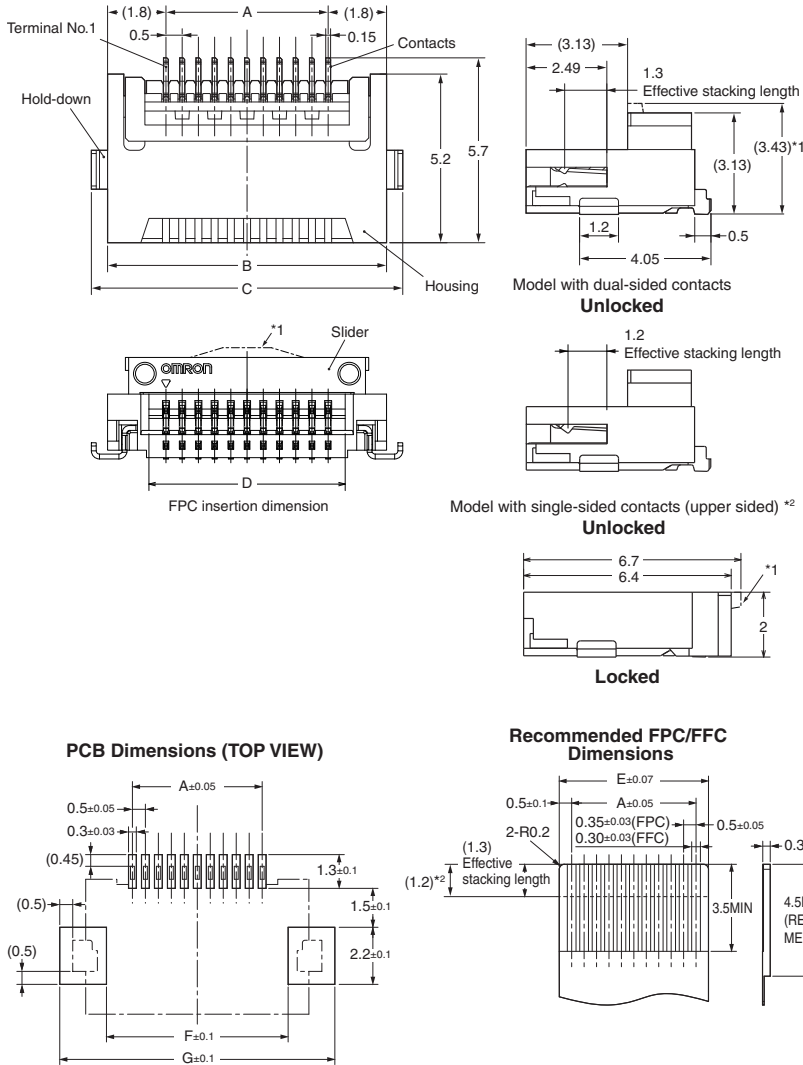 (1.8)
A
(1.8)
Terminal No.1
0.5
0.15
Contacts
Hold-down
5.2
5.7
B
C
Housing
(3.13)
2.49
1.3
Effective stacking length
(3.13)
(3.43)*1
1.2
0.5
4.05
Model with dual-sided contacts
Unlocked
*1
Slider
OMRON
D
FPC insertion dimension
1.2
Effective stacking length
Model with single-sided contacts (upper sided) *2
Unlocked
6.7
6.4
*1
2
Locked
PCB Dimensions (TOP VIEW)
A±0.05
0.5±0.05
0.3±0.03
(0.45)
1.3±0.1
(0.5)
1.5±0.1
(0.5)
2.2±0.1
F±0.1
G±0.1
Recommended FPC/FFC
Dimensions
E±0.07
0.5±0.1
A±0.05
0.35±0.03(FPC)
0.30±0.03(FFC)
0.5±0.05
2-R0.2
(1.3)
Effective
stacking length
(1.2)*2
3.5MIN
0.3